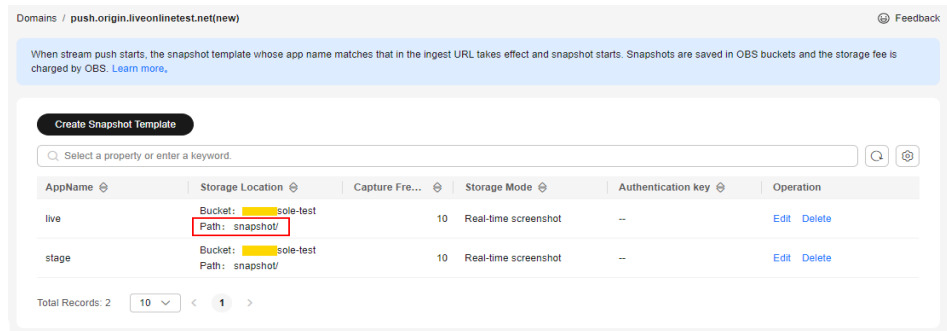 Domains / push.origin.liveonlinetest.net(new)
Feedback
When stream push starts, the snapshot template whose app name matches that in the ingest URL takes effect and snapshot starts. Snapshots are saved in OBS buckets and the storage fee is
charged by OBS. Learn more。
Create Snapshot Template
Select a property or enter a keyword.
AppName Storage Location Capture Fre... Storage Mode Authentication key Operation
live Bucket： sole-test 10 Real-time screenshot -- Edit Delete
Path： snapshot/
stage Bucket： sole-test 10 Real-time screenshot -- Edit Delete
Path： snapshot/
Total Records: 2 10 < 1 >